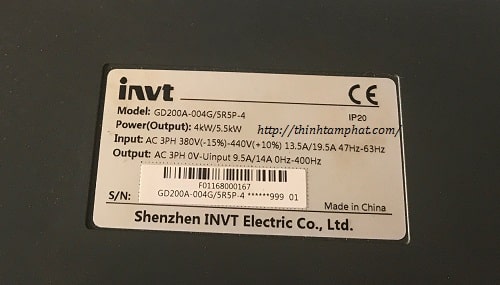 invt
CE
Model: GD200A-004G/5R5P-4
IP20
Power(Output): 4kW/5.5kW
http://thinhtamphat.com/
Input: AC 3PH 380V(-15%)-440V(+10%) 13.5A/19.5A 47Hz-63Hz
Output: AC 3PH 0V-Uinput 9.5A/14A 0Hz-400Hz
F01168000167
S/N: GD200A-004G/5R5P-4 ******999 01
Made in China
Shenzhen INVT Electric Co., Ltd.